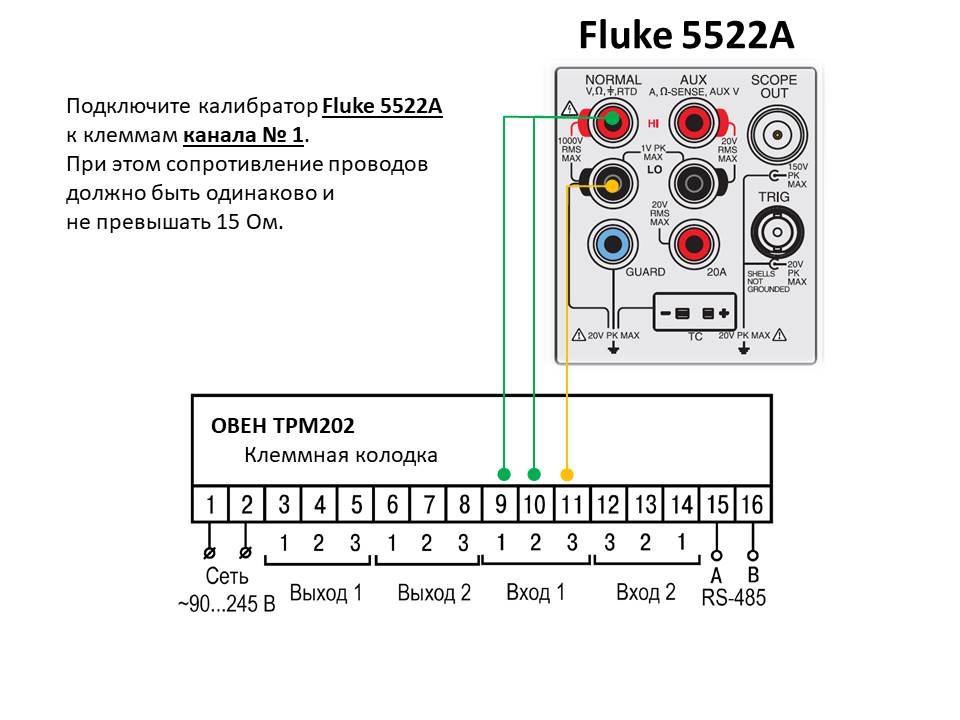 Fluke 5522A
Подключите калибратор Fluke 5522A
к клеммам канала № 1.
При этом сопротивление проводов
должно быть одинаково и
не превышать 15 Ом.
NORMAL
V,Ω,⏚,RTD
AUX
A, Ω-SENSE, AUX V
SCOPE
OUT
HI
1000V
RMS
MAX
1V PK
MAX
20V
RMS
MAX
LO
150V
PK
MAX
TRIG
20V
RMS
MAX
GUARD
20A
SHELLS
NOT
GROUNDED
20V
PK
MAX
- +
20V PK MAX
TC
20V PK MAX
ОВЕН ТРМ202
Клеммная колодка
1 2 3 4 5 6 7 8 9 10 11 12 13 14 15 16
1 2 3 1 2 3 1 2 3 3 2 1
Сеть
~90...245 В
Выход 1
Выход 2
Вход 1
Вход 2
A B
RS-485